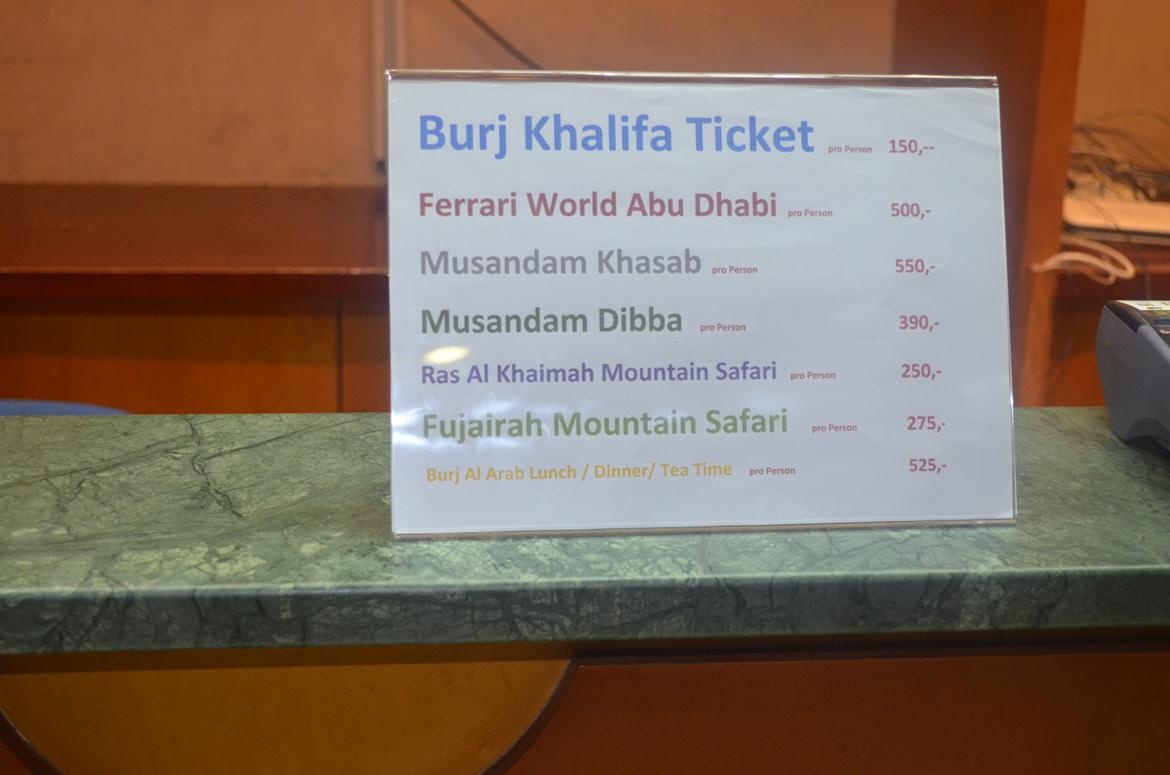 Burj Khalifa Ticket pro Person 150,--
Ferrari World Abu Dhabi pro Person 500,-
Musandam Khasab pro Person 550,-
Musandam Dibba pro Person 390,-
Ras Al Khaimah Mountain Safari pro Person 250,-
Fujairah Mountain Safari pro Person 275,-
Burj Al Arab Lunch / Dinner/ Tea Time pro Person 525,-